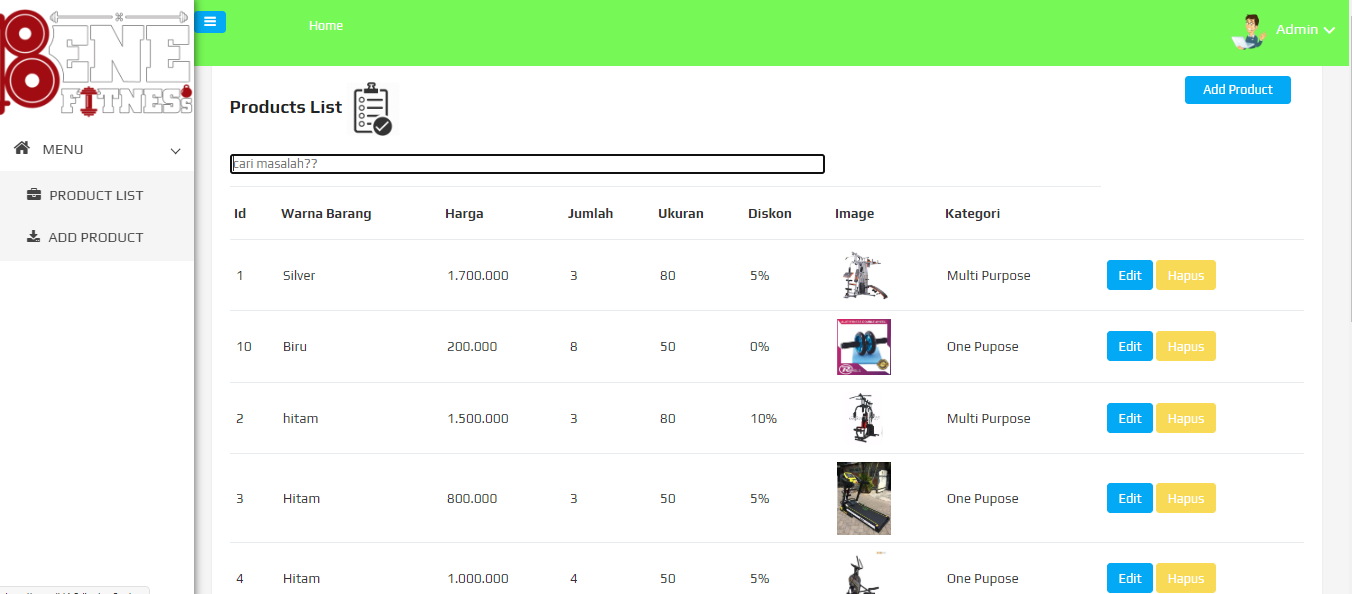 BENE
FITNESS
Home
Admin
MENU
PRODUCT LIST
ADD PRODUCT
Products List
Add Product
cari masalah??
Id Warna Barang Harga Jumlah Ukuran Diskon Image Kategori
1 Silver 1.700.000 3 80 5% Multi Purpose Edit Hapus
10 Biru 200.000 8 50 0% One Pupose Edit Hapus
2 hitam 1.500.000 3 80 10% Multi Purpose Edit Hapus
3 Hitam 800.000 3 50 5% One Pupose Edit Hapus
4 Hitam 1.000.000 4 50 5% One Pupose Edit Hapus